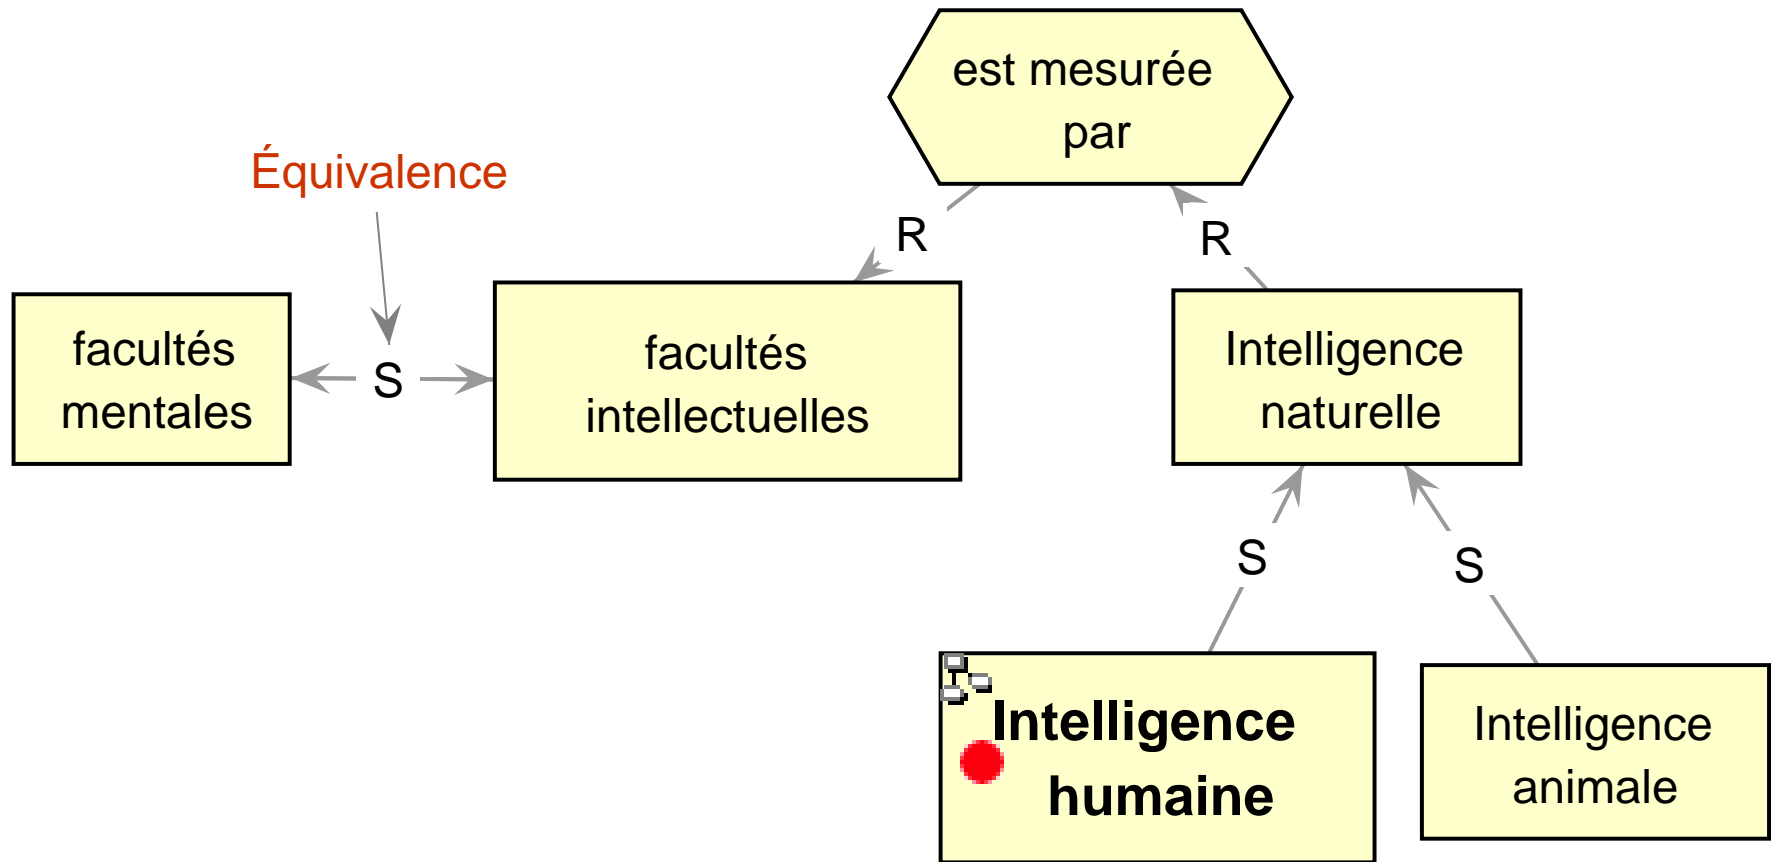 est mesurée
par
Équivalence
R
R
facultés
mentales
S
facultés
intellectuelles
Intelligence
naturelle
S
S
Intelligence
humaine
Intelligence
animale